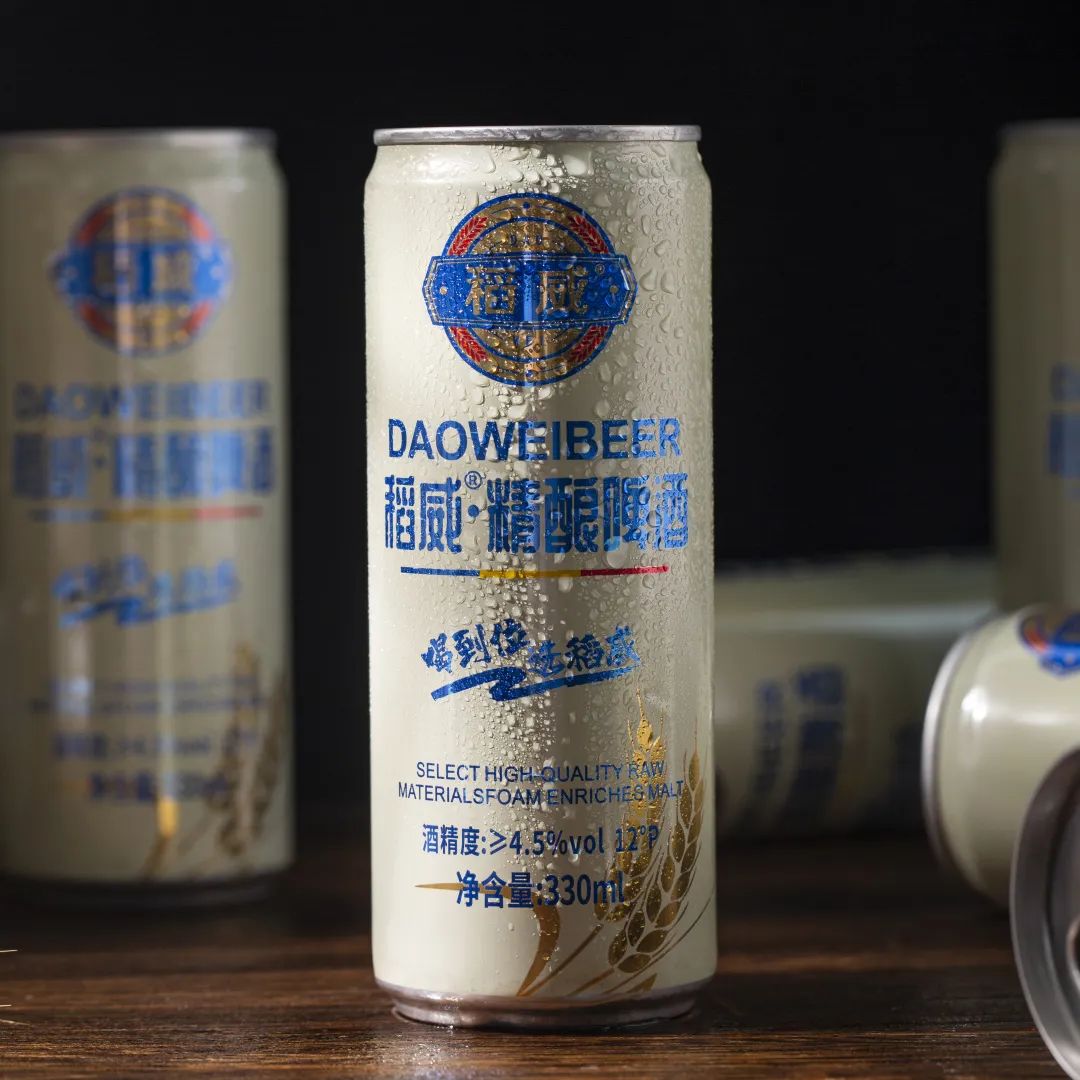 稻威®
DAOWEIBEER
稻威®·精酿啤酒
喝到位 选稻威
SELECT HIGH-QUALITY RAW
MATERIALSFOAM ENRICHES MALT
酒精度:≥4.5%vol 12°P
净含量:330ml